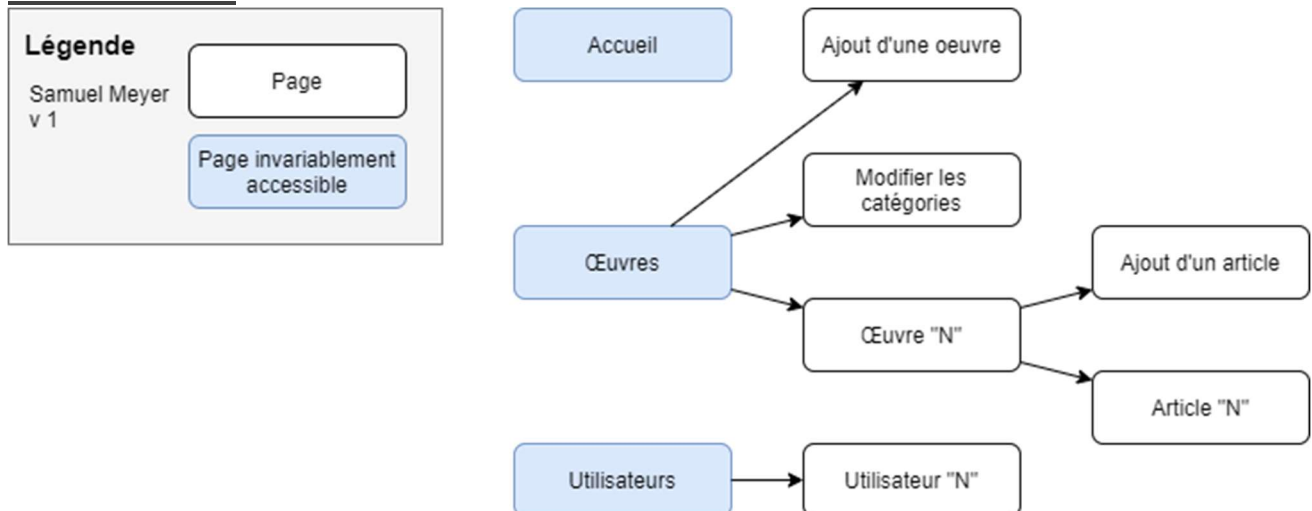 Légende
Samuel Meyer
v 1
Page
Page invariablement
accessible
Accueil
Ajout d'une oeuvre
Modifier les
catégories
Œuvres
Ajout d'un article
Œuvre "N"
Article "N"
Utilisateurs
Utilisateur "N"